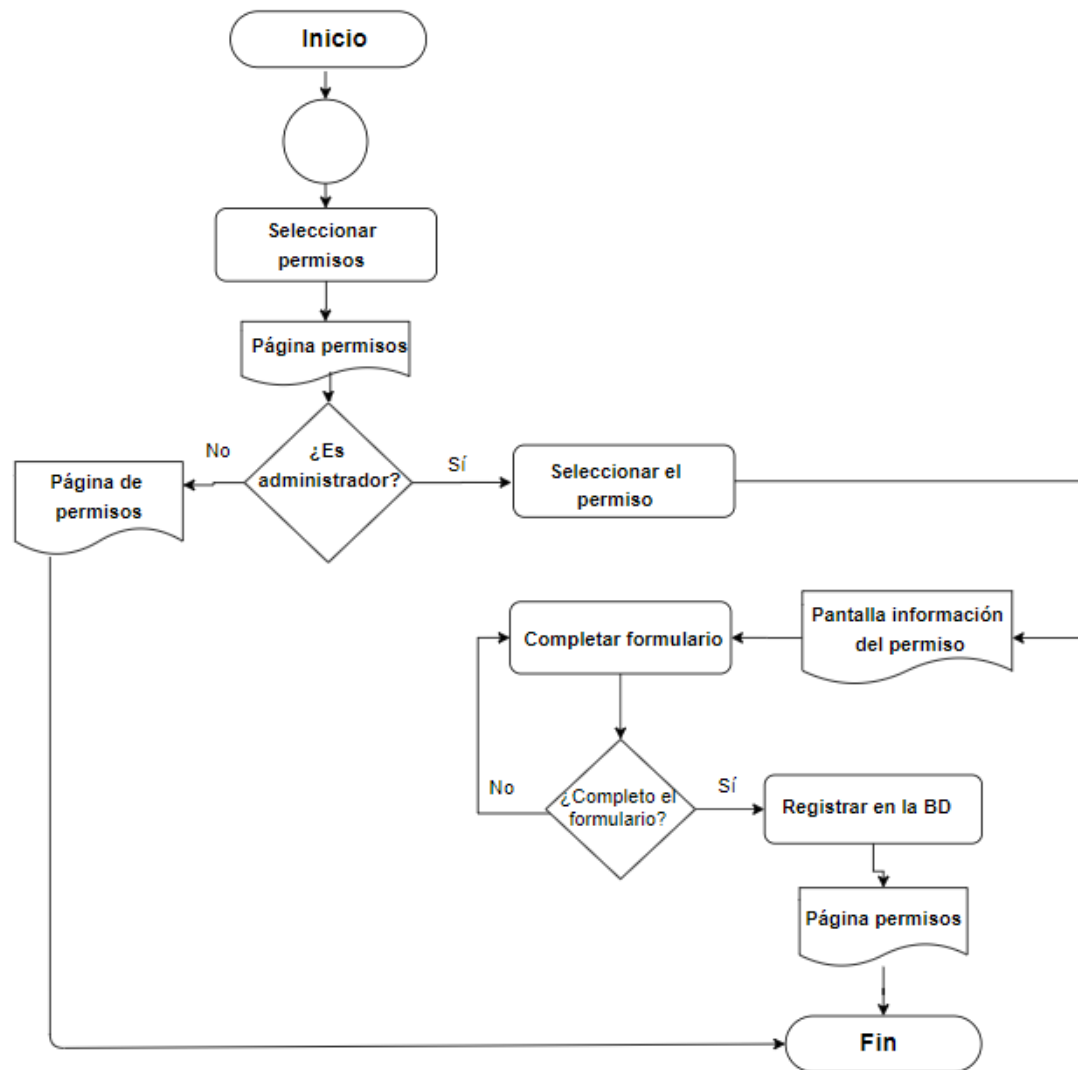 Inicio
Seleccionar
permisos
Página permisos
¿Es
administrador?
No
Sí
Página de
permisos
Seleccionar el
permiso
Pantalla información
del permiso
Completar formulario
¿Completo el
formulario?
No
Sí
Registrar en la BD
Página permisos
Fin